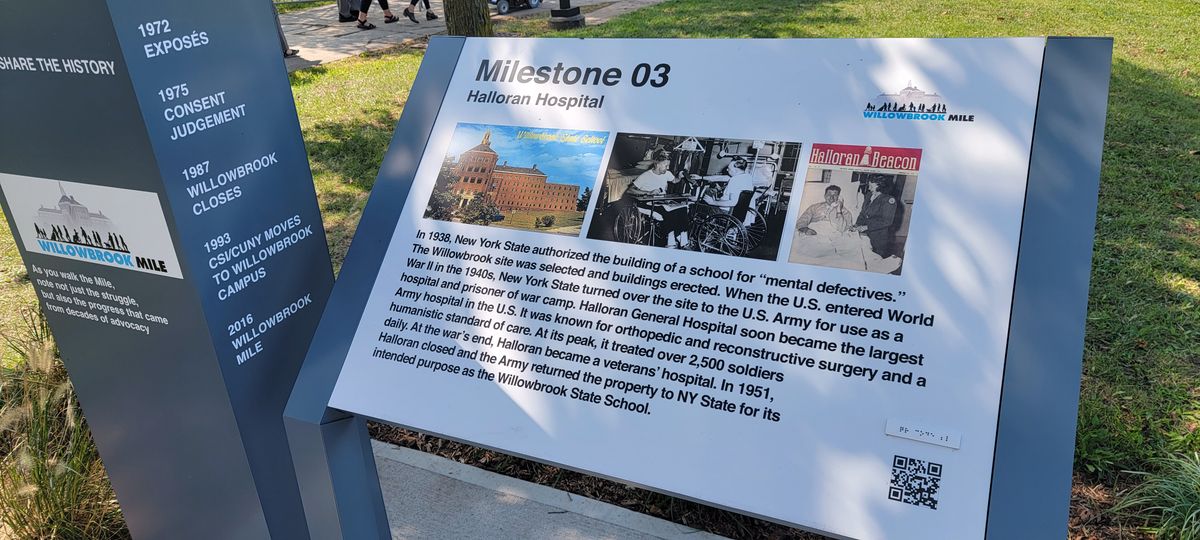 SHARE THE HISTORY
WILLOWBROOK MILE
As you walk the Mile,
note not just the struggle,
but also the progress that came
from decades of advocacy
1972
EXPOSÉS
1975
CONSENT
JUDGEMENT
1987
WILLOWBROOK
CLOSES
1993
CSI/CUNY MOVES
TO WILLOWBROOK
CAMPUS
2016
WILLOWBROOK
MILE
Milestone 03
Halloran Hospital
WILLOWBROOK MILE
Willowbrook State School
Halloran Beacon
In 1938, New York State authorized the building of a school for “mental defectives.”
The Willowbrook site was selected and buildings erected. When the U.S. entered World
War II in the 1940s, New York State turned over the site to the U.S. Army for use as a
hospital and prisoner of war camp. Halloran General Hospital soon became the largest
Army hospital in the U.S. It was known for orthopedic and reconstructive surgery and a
humanistic standard of care. At its peak, it treated over 2,500 soldiers
daily. At the war’s end, Halloran became a veterans’ hospital. In 1951,
Halloran closed and the Army returned the property to NY State for its
intended purpose as the Willowbrook State School.